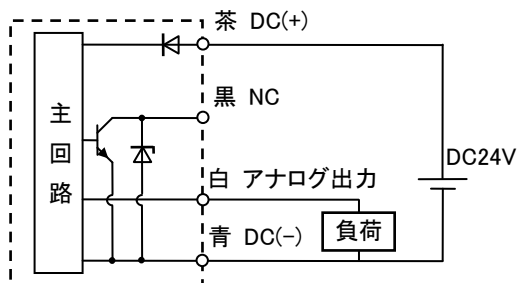 茶 DC(+)
黒 NC
主回路
DC24V
白 アナログ出力
負荷
青 DC(-)